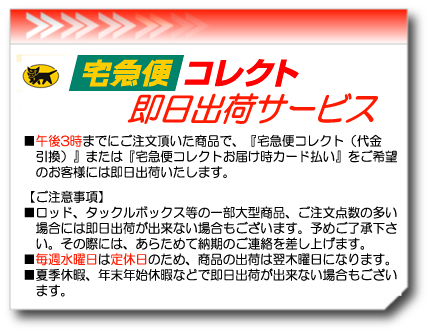 宅急便コレクト
即日出荷サービス
■午後3時までにご注文頂いた商品で、『宅急便コレクト（代金
引換）』または『宅急便コレクトお届け時カード払い』をご希望
のお客様には即日出荷いたします。
【ご注意事項】
■ロッド、タックルボックス等の一部大型商品、ご注文点数の多い
場合には即日出荷が出来ない場合もございます。予めご了承下さ
い。その際には、あらためて納期のご連絡を差し上げます。
■毎週水曜日は定休日のため、商品の出荷は翌木曜日になります。
■夏季休暇、年末年始休暇などで即日出荷が出来ない場合もござい
ます。